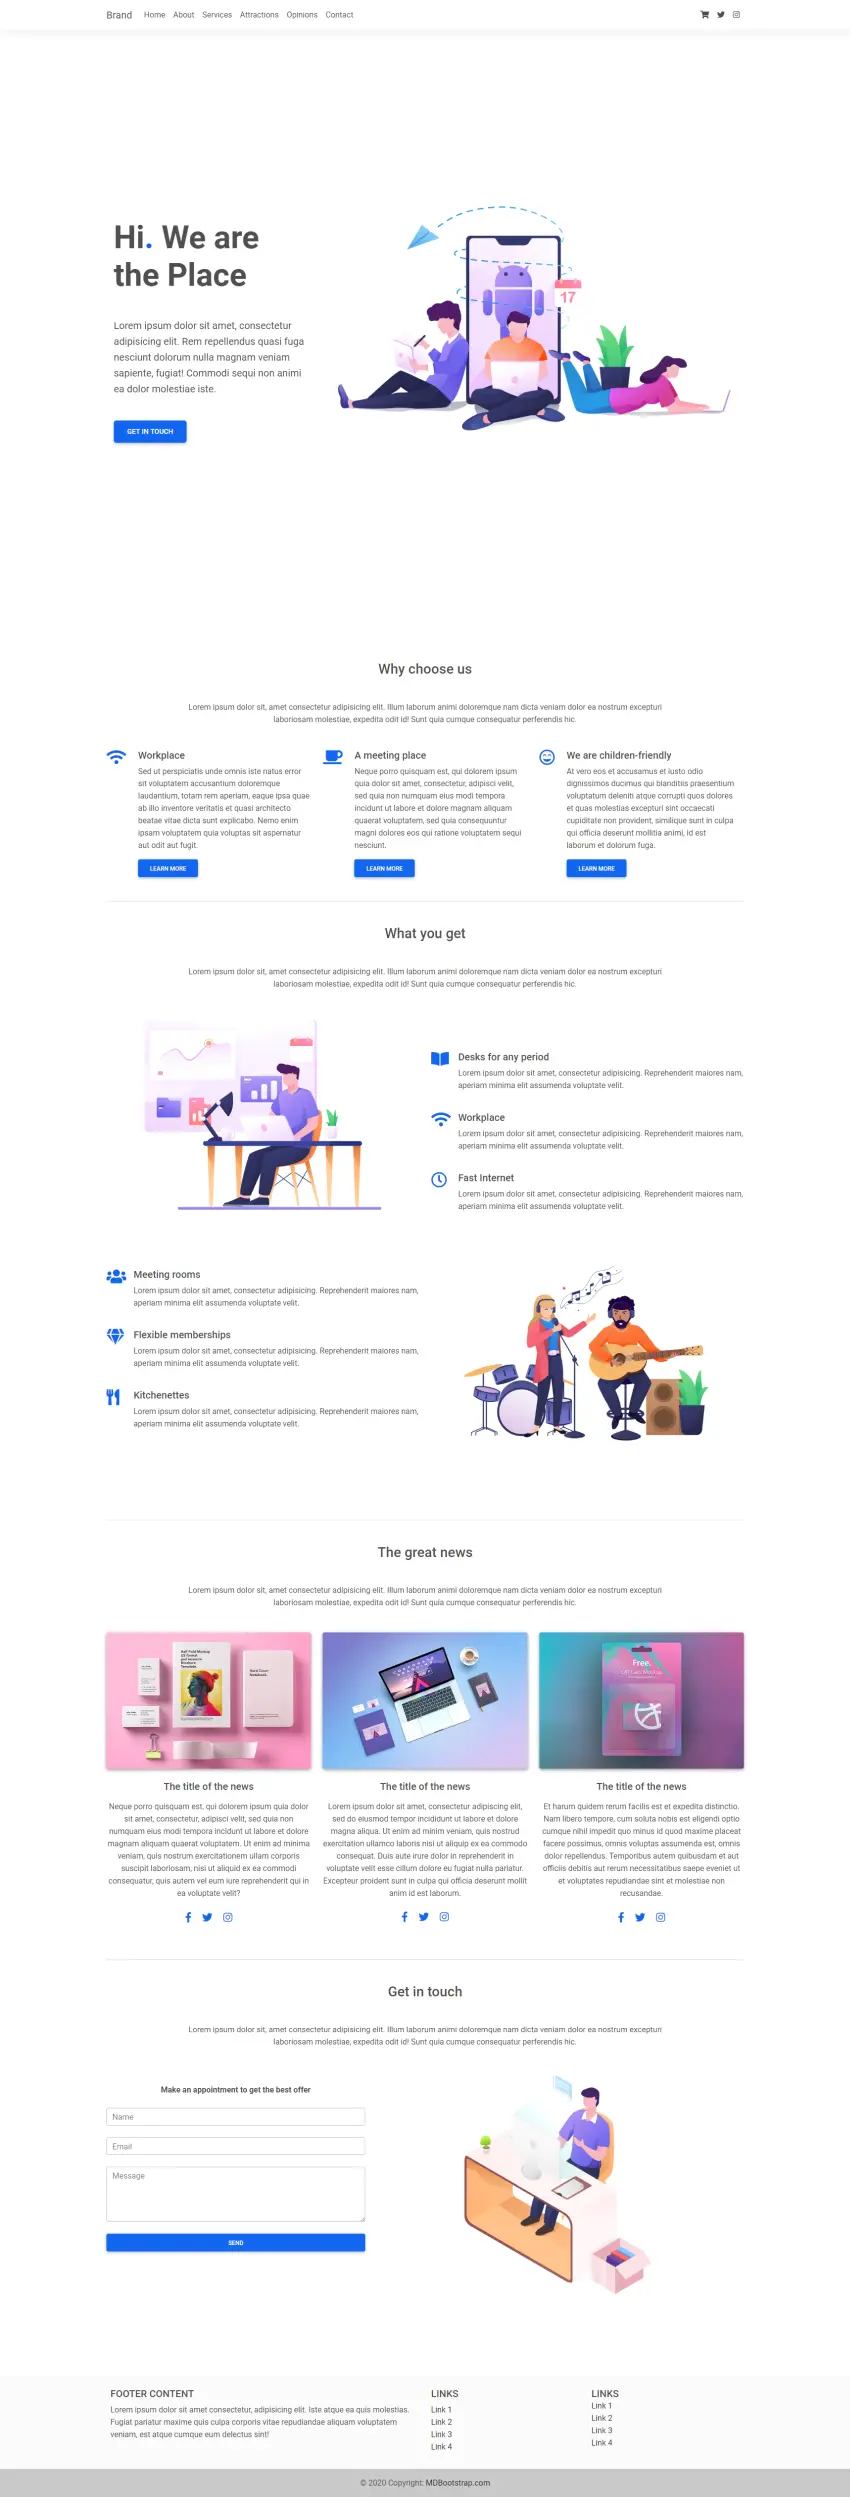 Brand Home About Services Attractions Opinions Contact
Hi. We are
the Place
17
Lorem ipsum dolor sit amet, consectetur
adipisicing elit. Rem repellendus quasi fuga
nesciunt dolorum nulla magnam veniam
sapiente, fugiat! Commodi sequi non animi
ea dolor molestiae iste.
GET IN TOUCH
Why choose us
Lorem ipsum dolor sit, amet consectetur adipisicing elit. Illum laborum animi doloremque nam dicta veniam dolor ea nostrum excepturi
laboriosam molestiae, expedita odit id! Sunt quia cumque consequatur perferendis hic.
Workplace
Sed ut perspiciatis unde omnis iste natus error
sit voluptatem accusantium doloremque
laudantium, totam rem aperiam, eaque ipsa quae
ab illo inventore veritatis et quasi architecto
beatae vitae dicta sunt explicabo. Nemo enim
ipsam voluptatem quia voluptas sit aspernatur
aut odit aut fugit.
LEARN MORE
A meeting place
Neque porro quisquam est, qui dolorem ipsum
quia dolor sit amet, consectetur, adipisci velit,
sed quia non numquam eius modi tempora
incidunt ut labore et dolore magnam aliquam
quaerat voluptatem, sed quia consequuntur
magni dolores eos qui ratione voluptatem sequi
nesciunt.
LEARN MORE
We are children-friendly
At vero eos et accusamus et iusto odio
dignissimos ducimus qui blanditiis praesentium
voluptatum deleniti atque corrupti quos dolores
et quas molestias excepturi sint occaecati
cupiditate non provident, similique sunt in culpa
qui officia deserunt mollitia animi, id est
laborum et dolorum fuga.
LEARN MORE
What you get
Lorem ipsum dolor sit, amet consectetur adipisicing elit. Illum laborum animi doloremque nam dicta veniam dolor ea nostrum excepturi
laboriosam molestiae, expedita odit id! Sunt quia cumque consequatur perferendis hic.
Desks for any period
Lorem ipsum dolor sit amet, consectetur adipisicing. Reprehenderit maiores nam,
aperiam minima elit assumenda voluptate velit.
Workplace
Lorem ipsum dolor sit amet, consectetur adipisicing. Reprehenderit maiores nam,
aperiam minima elit assumenda voluptate velit.
Fast Internet
Lorem ipsum dolor sit amet, consectetur adipisicing. Reprehenderit maiores nam,
aperiam minima elit assumenda voluptate velit.
Meeting rooms
Lorem ipsum dolor sit amet, consectetur adipisicing. Reprehenderit maiores nam,
aperiam minima elit assumenda voluptate velit.
Flexible memberships
Lorem ipsum dolor sit amet, consectetur adipisicing. Reprehenderit maiores nam,
aperiam minima elit assumenda voluptate velit.
Kitchenettes
Lorem ipsum dolor sit amet, consectetur adipisicing. Reprehenderit maiores nam,
aperiam minima elit assumenda voluptate velit.
The great news
Lorem ipsum dolor sit, amet consectetur adipisicing elit. Illum laborum animi doloremque nam dicta veniam dolor ea nostrum excepturi
laboriosam molestiae, expedita odit id! Sunt quia cumque consequatur perferendis hic.
Half-Fold Mockup
Hard Cover
Notebook.
Free.
The title of the news
Neque porro quisquam est, qui dolorem ipsum quia dolor
sit amet, consectetur, adipisci velit, sed quia non
numquam eius modi tempora incidunt ut labore et dolore
magnam aliquam quaerat voluptatem. Ut enim ad minima
veniam, quis nostrum exercitationem ullam corporis
suscipit laboriosam, nisi ut aliquid ex ea commodi
consequatur, quis autem vel eum iure reprehenderit qui in
ea voluptate velit?
The title of the news
Lorem ipsum dolor sit amet, consectetur adipiscing elit,
sed do eiusmod tempor incididunt ut labore et dolore
magna aliqua. Ut enim ad minim veniam, quis nostrud
exercitation ullamco laboris nisi ut aliquip ex ea commodo
consequat. Duis aute irure dolor in reprehenderit in
voluptate velit esse cillum dolore eu fugiat nulla pariatur.
Excepteur proident sunt in culpa qui officia deserunt mollit
anim id est laborum.
The title of the news
Et harum quidem rerum facilis est et expedita distinctio.
Nam libero tempore, cum soluta nobis est eligendi optio
cumque nihil impedit quo minus id quod maxime placeat
facere possimus, omnis voluptas assumenda est, omnis
dolor repellendus. Temporibus autem quibusdam et aut
officiis debitis aut rerum necessitatibus saepe eveniet ut
et voluptates repudiandae sint et molestiae non
recusandae.
Get in touch
Lorem ipsum dolor sit, amet consectetur adipisicing elit. Illum laborum animi doloremque nam dicta veniam dolor ea nostrum excepturi
laboriosam molestiae, expedita odit id! Sunt quia cumque consequatur perferendis hic.
Make an appointment to get the best offer
Name
Email
Message
SEND
FOOTER CONTENT
Lorem ipsum dolor sit amet consectetur, adipisicing elit. Iste atque ea quis molestias.
Fugiat pariatur maxime quis culpa corporis vitae repudiandae aliquam voluptatem
veniam, est atque cumque eum delectus sint!
LINKS
Link 1
Link 2
Link 3
Link 4
LINKS
Link 1
Link 2
Link 3
Link 4
© 2020 Copyright: MDBootstrap.com